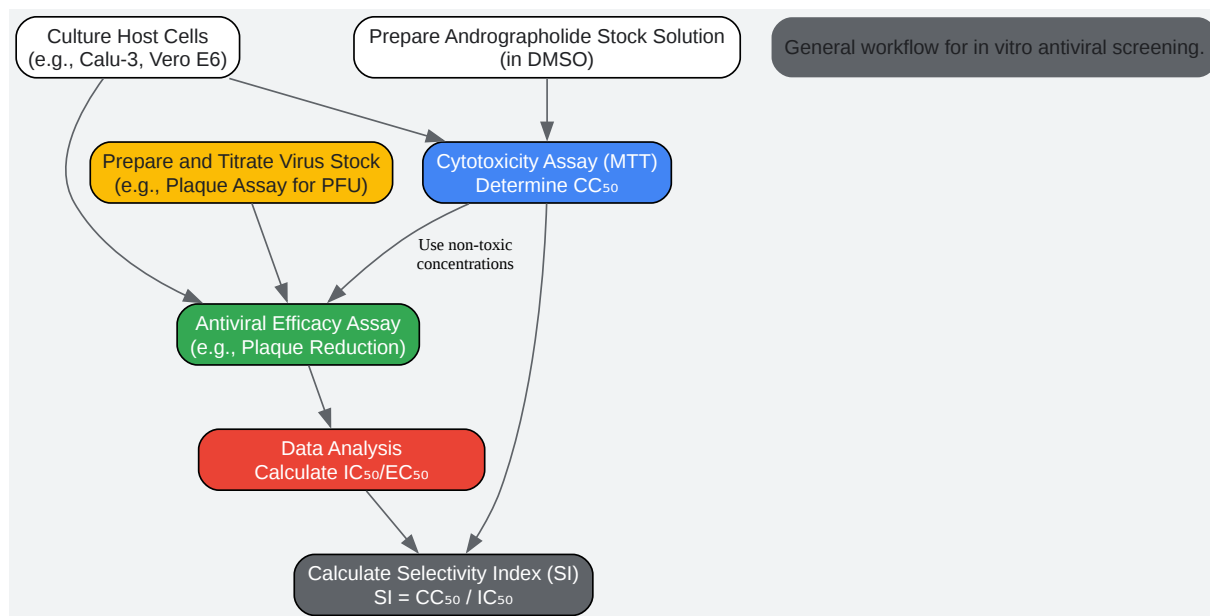 Culture Host Cells
(e.g., Calu-3, Vero E6)
Prepare Andrographolide Stock Solution
(in DMSO)
General workflow for in vitro antiviral screening.
Prepare and Titrate Virus Stock
(e.g., Plaque Assay for PFU)
Cytotoxicity Assay (MTT)
Determine CC₅₀
Use non-toxic
concentrations
Antiviral Efficacy Assay
(e.g., Plaque Reduction)
Data Analysis
Calculate IC₅₀/EC₅₀
Calculate Selectivity Index (SI)
SI = CC₅₀ / IC₅₀